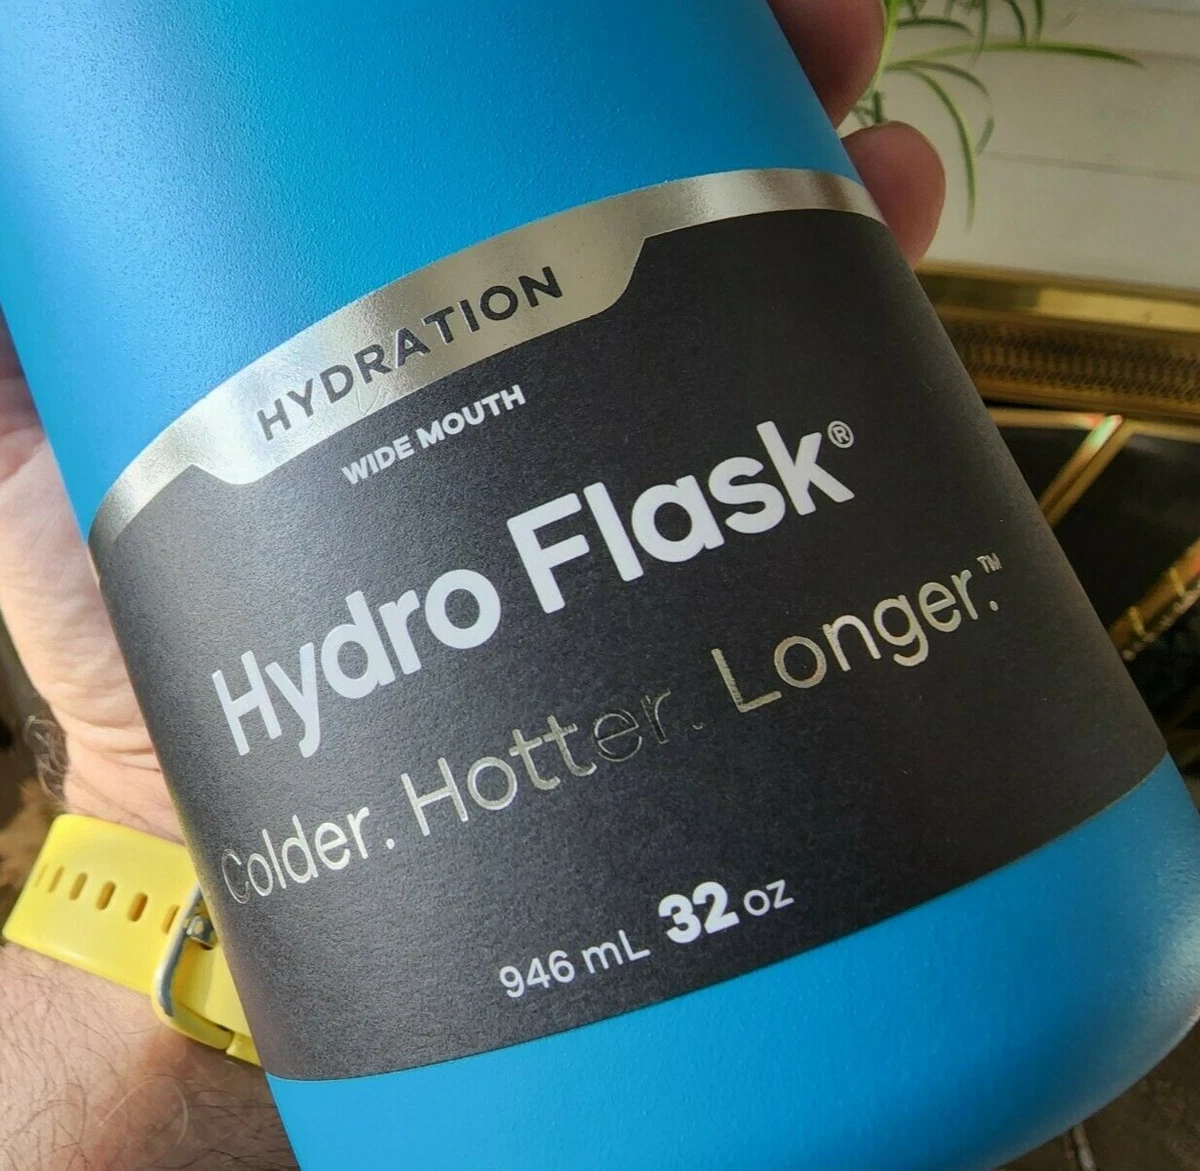 HYDRATION
WIDE MOUTH
Hydro Flask®
Colder. Hotter. Longer.™
946 mL 32 oz